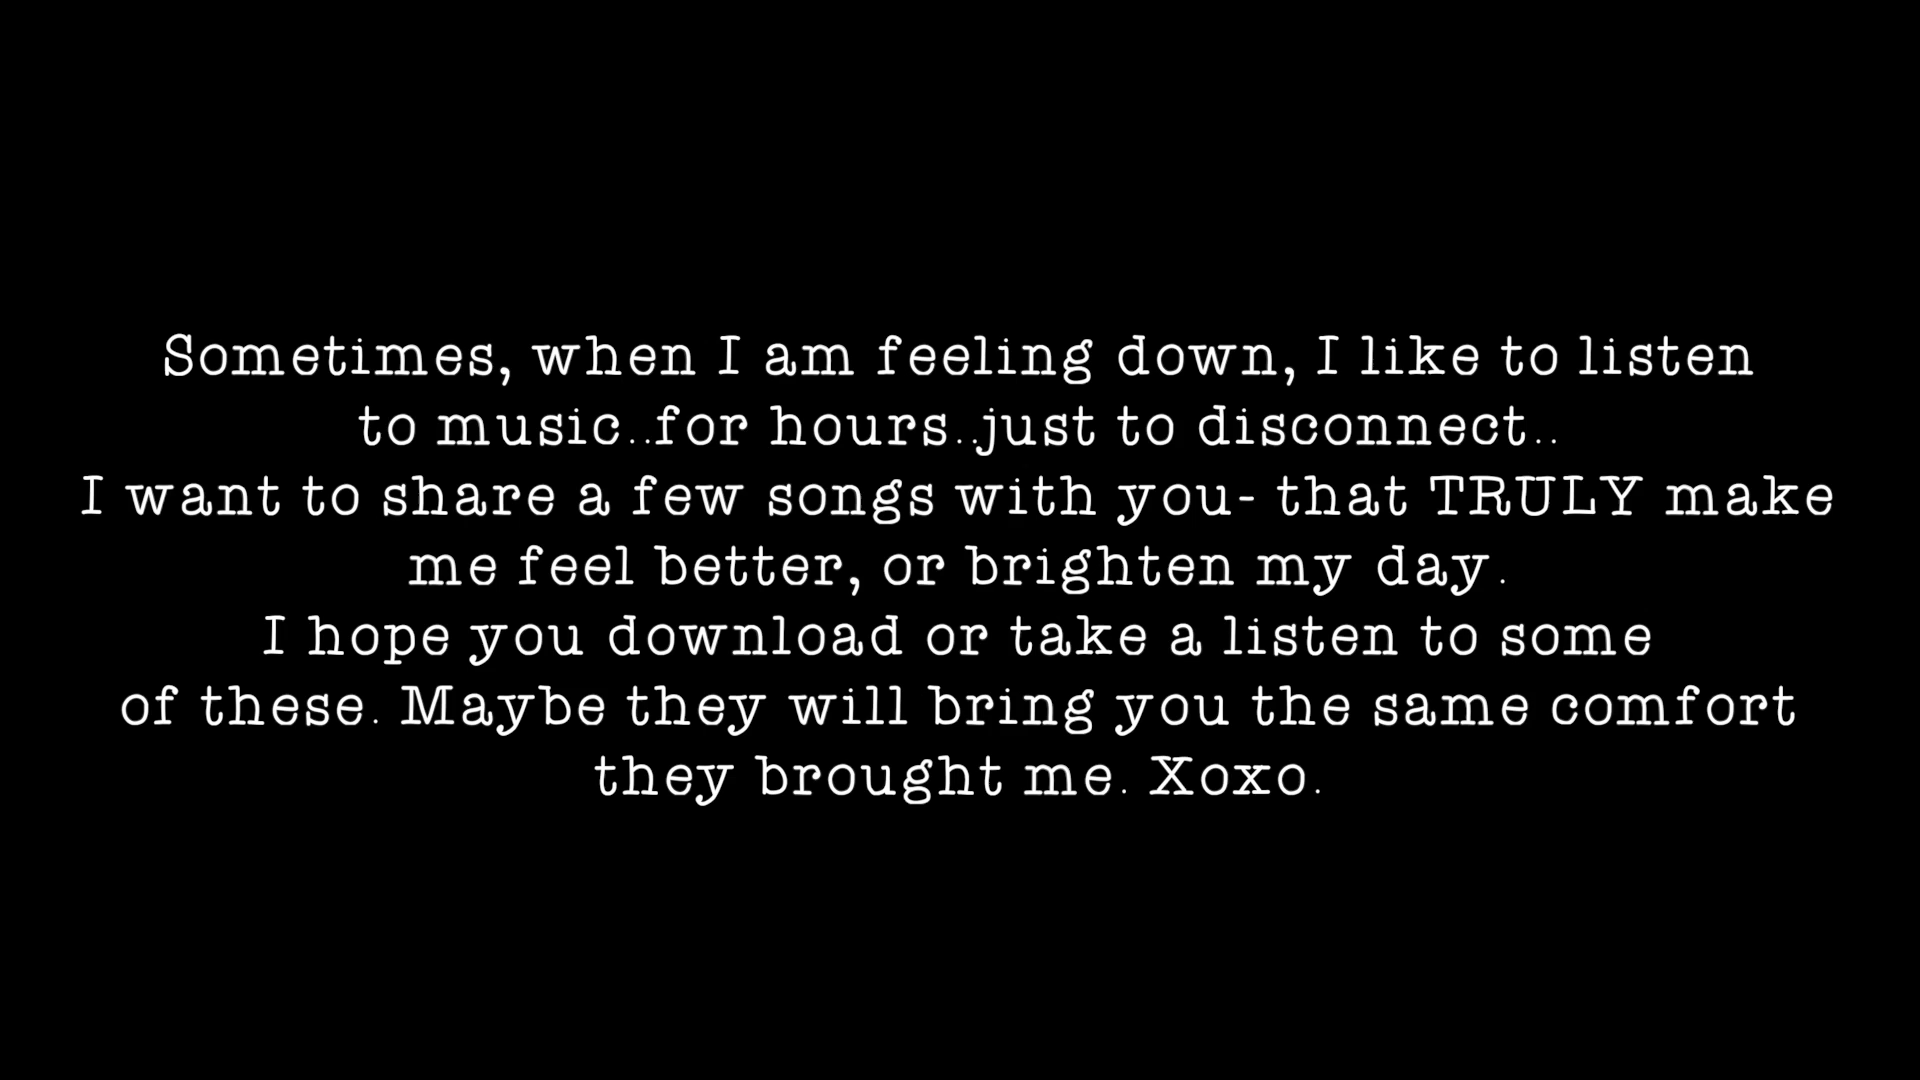 Sometimes, when I am feeling down, I like to listen
to music..for hours..just to disconnect..
I want to share a few songs with you- that TRULY make
me feel better, or brighten my day.
I hope you download or take a listen to some
of these. Maybe they will bring you the same comfort
they brought me. Xoxo.